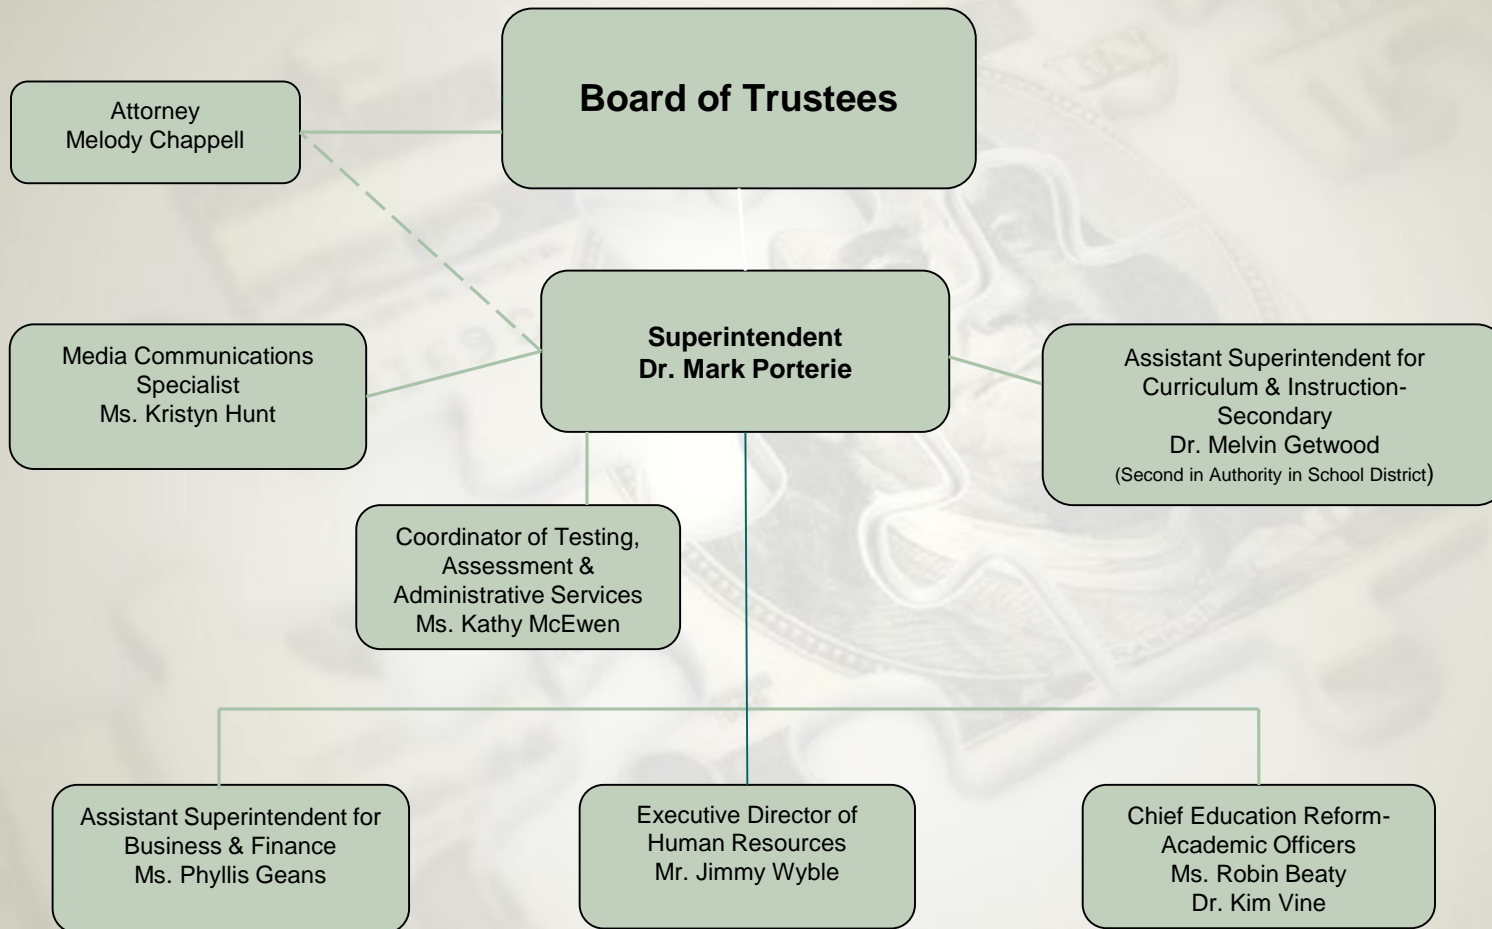 Board of Trustees
Attorney
Melody Chappell
Superintendent
Dr. Mark Porterie
Media Communications
Specialist
Ms. Kristyn Hunt
Assistant Superintendent for
Curriculum & Instruction-
Secondary
Dr. Melvin Getwood
(Second in Authority in School District)
Coordinator of Testing,
Assessment &
Administrative Services
Ms. Kathy McEwen
Assistant Superintendent for
Business & Finance
Ms. Phyllis Geans
Executive Director of
Human Resources
Mr. Jimmy Wyble
Chief Education Reform-
Academic Officers
Ms. Robin Beaty
Dr. Kim Vine